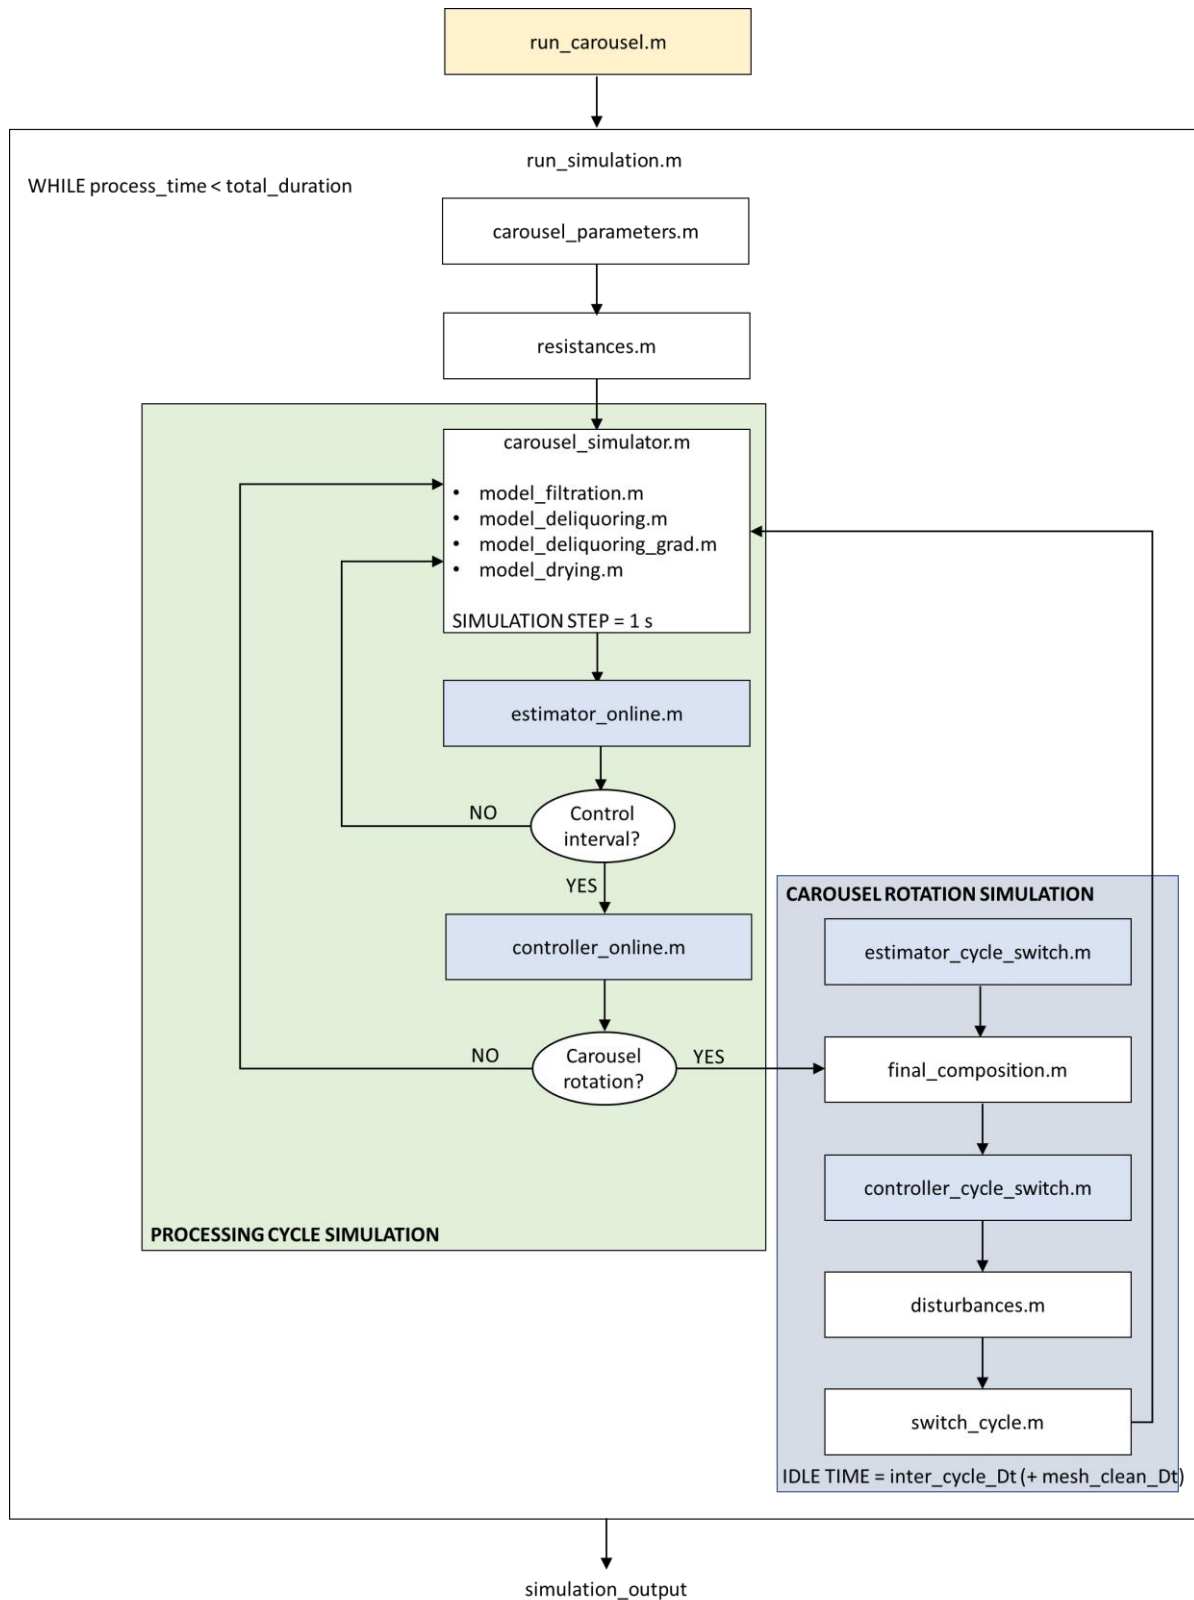 run_carousel.m
run_simulation.m
WHILE process_time < total_duration
carousel_parameters.m
resistances.m
carousel_simulator.m
• model_filtration.m
• model_deliquoring.m
• model_deliquoring_grad.m
• model_drying.m
SIMULATION STEP = 1 s
estimator_online.m
Control
interval?
NO
YES
controller_online.m
Carousel
rotation?
NO
YES
PROCESSING CYCLE SIMULATION
CAROUSEL ROTATION SIMULATION
estimator_cycle_switch.m
final_composition.m
controller_cycle_switch.m
disturbances.m
switch_cycle.m
IDLE TIME = inter_cycle_Dt (+ mesh_clean_Dt)
simulation_output